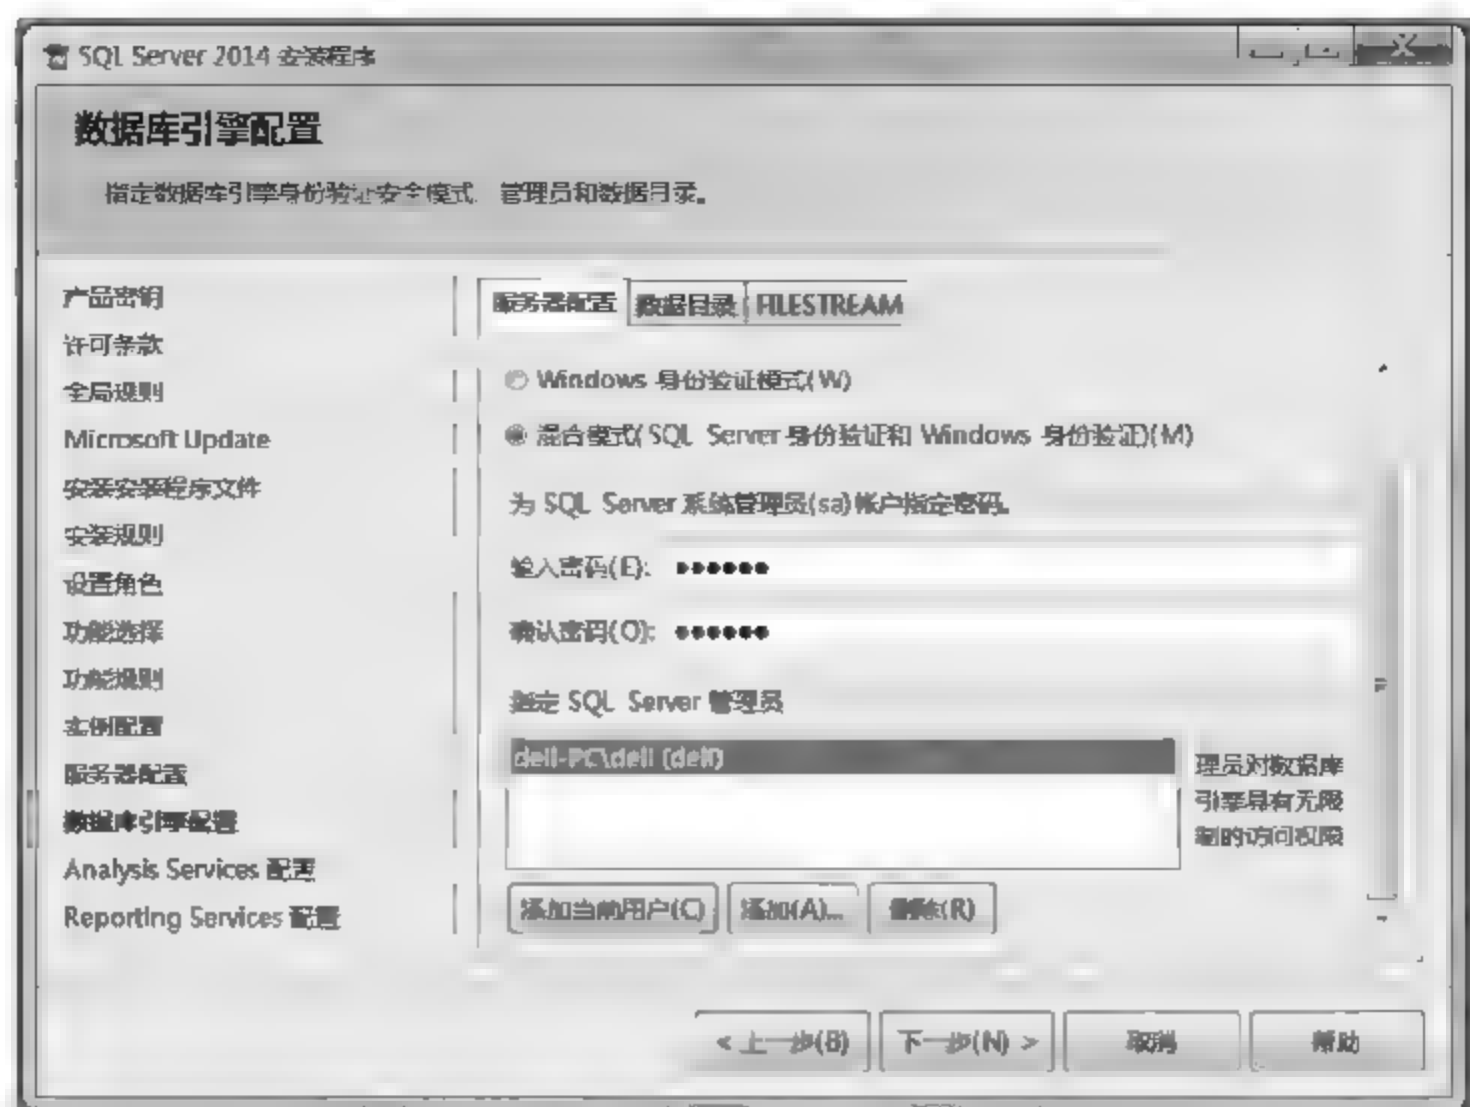 SQL Server 2014 安装程序
数据库引擎配置
指定数据库引擎身份验证安全模式、管理员和数据目录。
产品密钥
许可条款
全局规则
Microsoft Update
安装安装程序文件
安装规则
设置角色
功能选择
功能规则
实例配置
服务器配置
数据库引擎配置
Analysis Services 配置
Reporting Services 配置
服务器配置 数据目录 FILESTREAM
Windows 身份验证模式(W)
混合模式(SQL Server 身份验证和 Windows 身份验证)(M)
为 SQL Server 系统管理员(sa)帐户指定密码。
输入密码(E): ●●●●●●
确认密码(O): ●●●●●●
指定 SQL Server 管理员
dell-PC\dell (dell)
理员对数据库
引擎具有无限
制的访问权限
添加当前用户(C) 添加(A)... 删除(R)
< 上一步(B) 下一步(N) > 取消 帮助